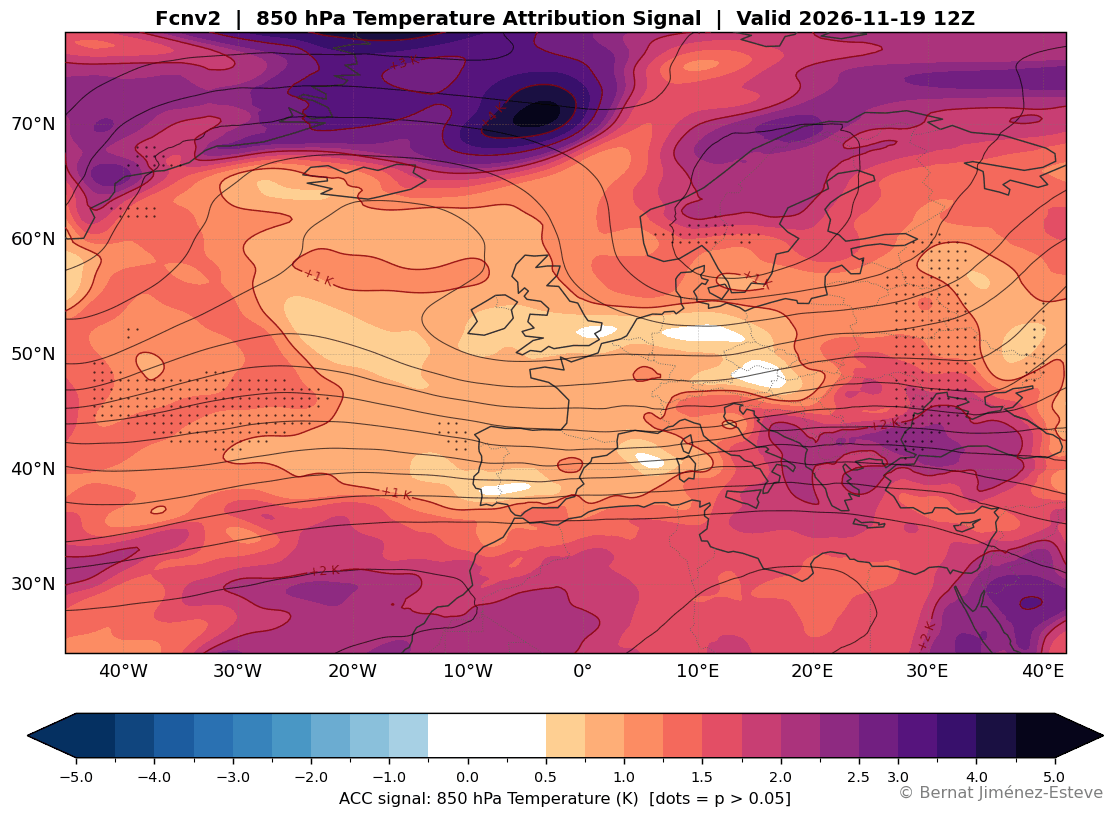 Fcnv2 | 850 hPa Temperature Attribution Signal | Valid 2026-11-19 12Z
+3 K
70°N
60°N
+1 K
+1 K
50°N
+2 K
40°N
+1 K
+2 K
30°N
+2 K
40°W 30°W 20°W 10°W 0° 10°E 20°E 30°E 40°E
−5.0 −4.0 −3.0 −2.0 −1.0 0.0 0.5 1.0 1.5 2.0 2.5 3.0 4.0 5.0
ACC signal: 850 hPa Temperature (K) [dots = p > 0.05]
© Bernat Jiménez-Esteve